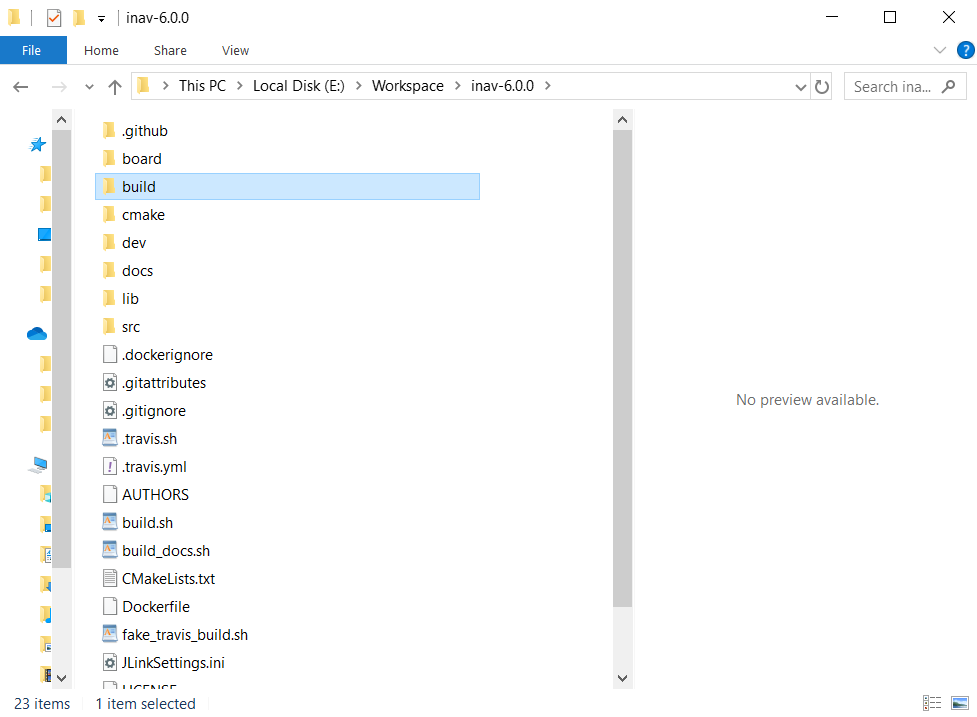 inav-6.0.0
File Home Share View
This PC Local Disk (E:) Workspace inav-6.0.0
Search ina...
.github
board
build
cmake
dev
docs
lib
src
.dockerignore
.gitattributes
.gitignore
.travis.sh
.travis.yml
AUTHORS
build.sh
build_docs.sh
CMakeLists.txt
Dockerfile
fake_travis_build.sh
JLinkSettings.ini
LICENSE
No preview available.
23 items 1 item selected